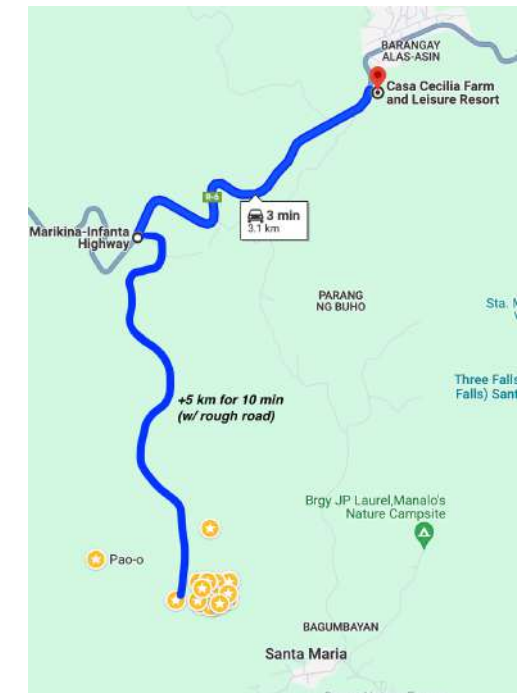 BARANGAY
ALAS-ASIN
Casa Cecilia Farm
and Leisure Resort
R-6
3 min
3.1 km
Marikina-Infanta
Highway
PARANG
NG BUHO
Sta.
Three Falls
Falls) Sant
+5 km for 10 min
(w/ rough road)
Brgy JP Laurel,Manalo's
Nature Campsite
Pao-o
BAGUMBAYAN
Santa Maria